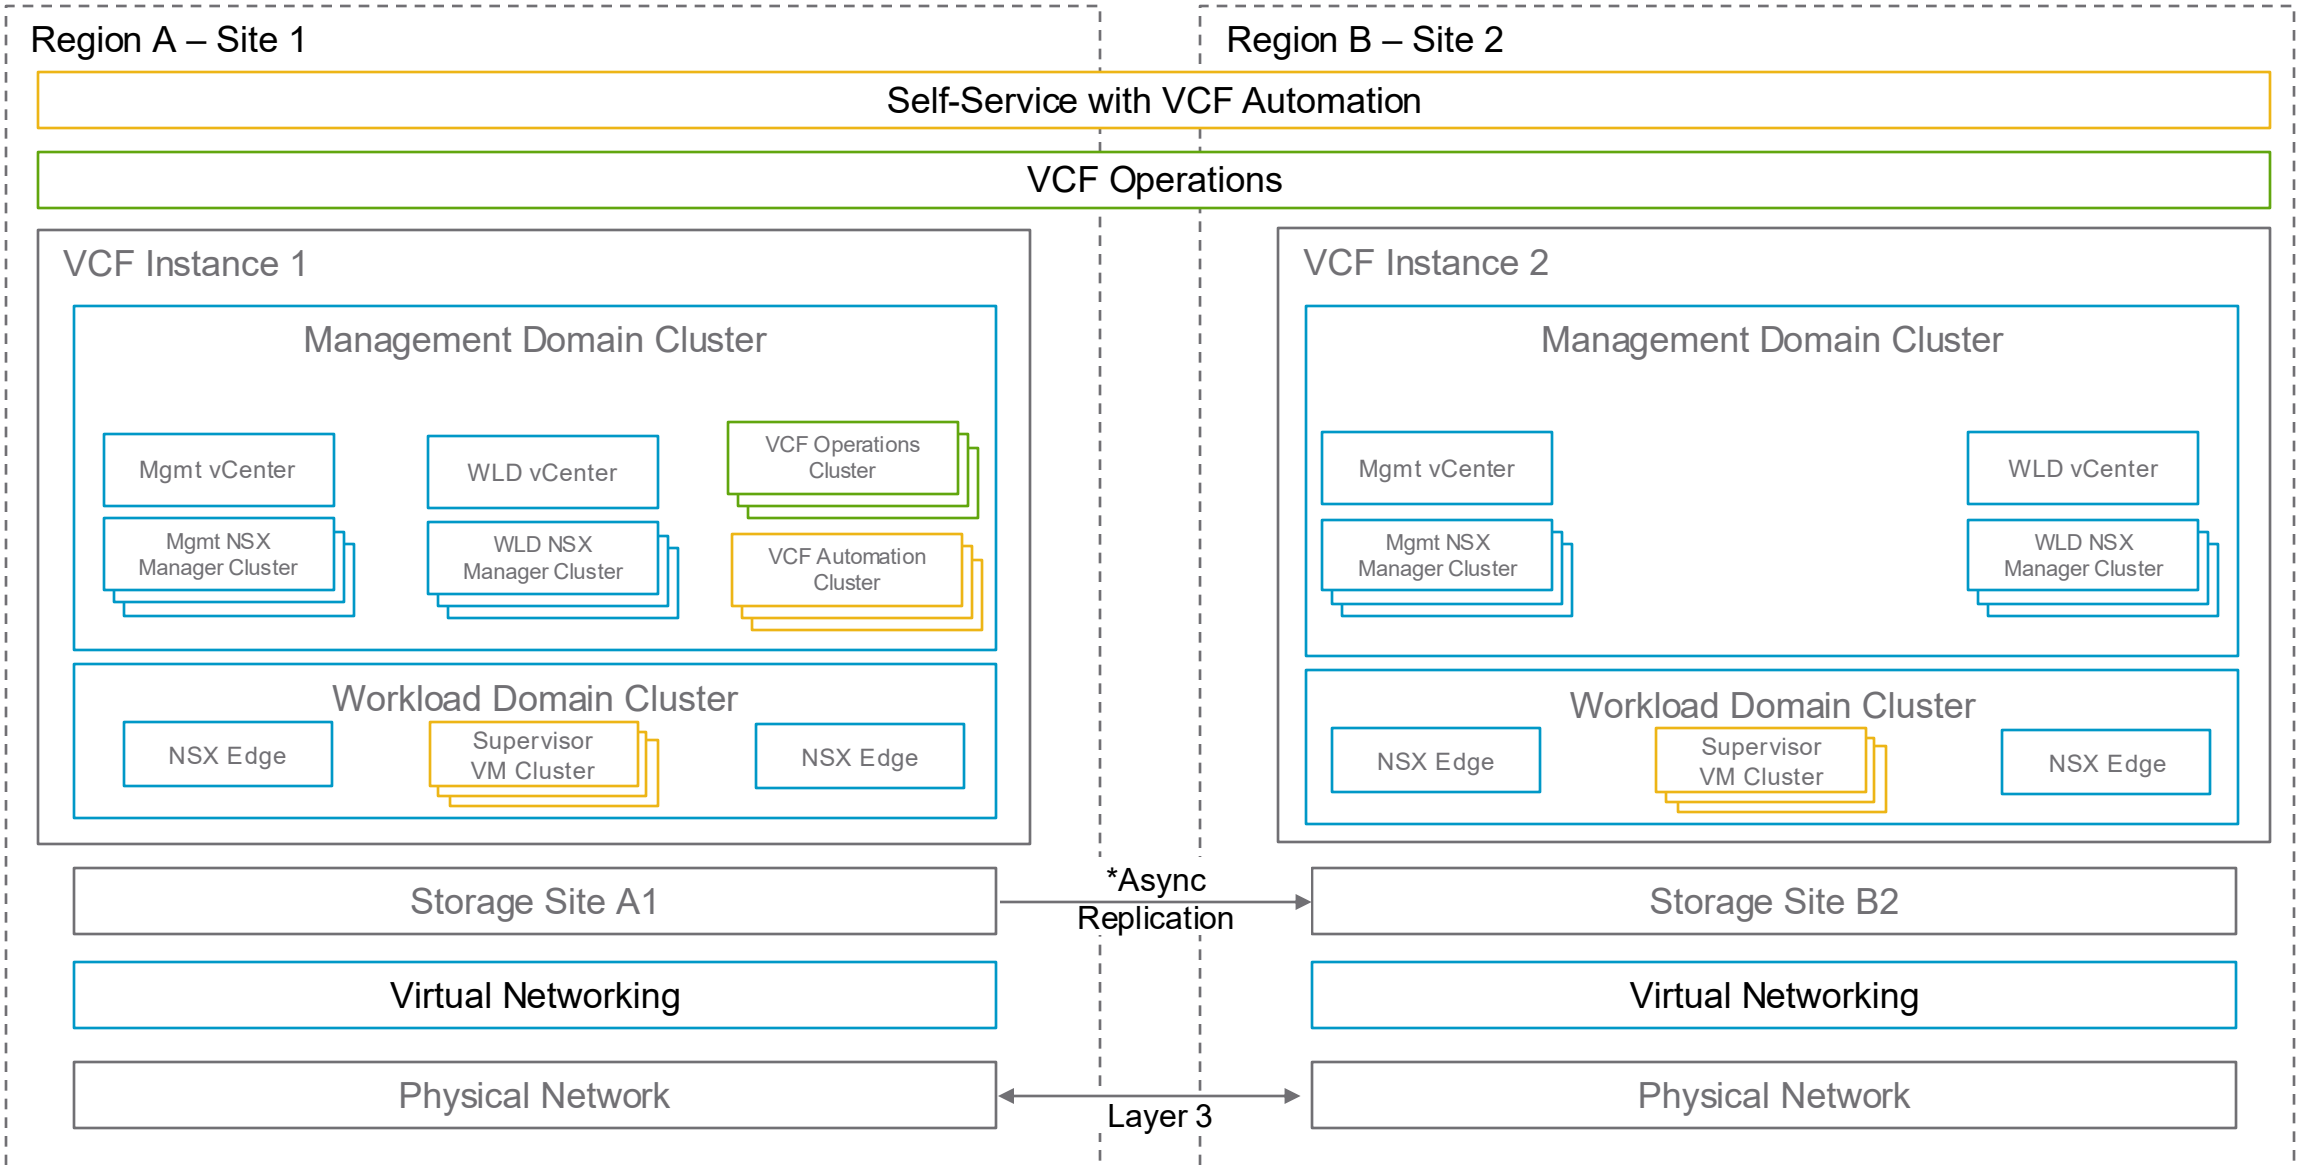 Region A – Site 1
Region B – Site 2
Self-Service with VCF Automation
VCF Operations
VCF Instance 1
Management Domain Cluster
Mgmt vCenter
WLD vCenter
VCF Operations
Cluster
Mgmt NSX
Manager Cluster
WLD NSX
Manager Cluster
VCF Automation
Cluster
Workload Domain Cluster
NSX Edge
Supervisor
VM Cluster
NSX Edge
VCF Instance 2
Management Domain Cluster
Mgmt vCenter
WLD vCenter
Mgmt NSX
Manager Cluster
WLD NSX
Manager Cluster
Workload Domain Cluster
NSX Edge
Supervisor
VM Cluster
NSX Edge
Storage Site A1
*Async
Replication
Storage Site B2
Virtual Networking
Virtual Networking
Physical Network
Layer 3
Physical Network